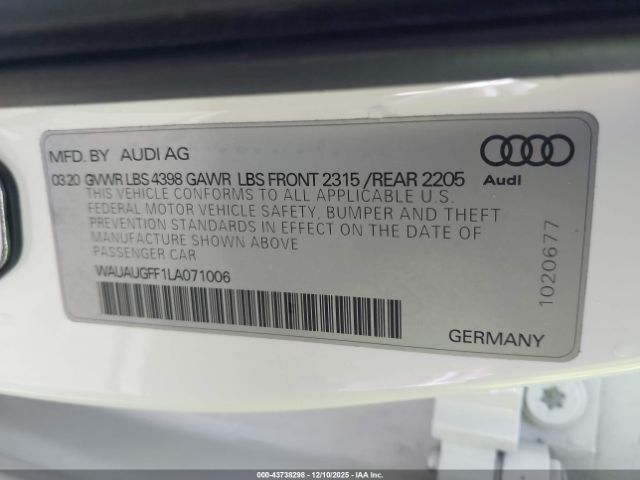 MFD. BY AUDI AG
03.20 GVWR LBS 4398 GAWR LBS FRONT 2315 /REAR 2205
Audi
THIS VEHICLE CONFORMS TO ALL APPLICABLE U.S.
FEDERAL MOTOR VEHICLE SAFETY, BUMPER AND THEFT
PREVENTION STANDARDS IN EFFECT ON THE DATE OF
MANUFACTURE SHOWN ABOVE
PASSENGER CAR
WAUAUGFF1LA071006
1020677
GERMANY
000-43738298 - 12/10/2025 - IAA Inc.